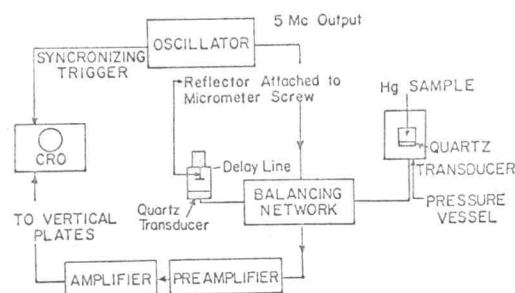 5 Mc Output
OSCILLATOR
SYNCRONIZING
TRIGGER
Reflector Attached to
Micrometer Screw
Hg SAMPLE
CRO
Delay Line
QUARTZ
TRANSDUCER
Quartz
Transducer
BALANCING
NETWORK
PRESSURE
VESSEL
TO VERTICAL
PLATES
AMPLIFIER
PREAMPLIFIER